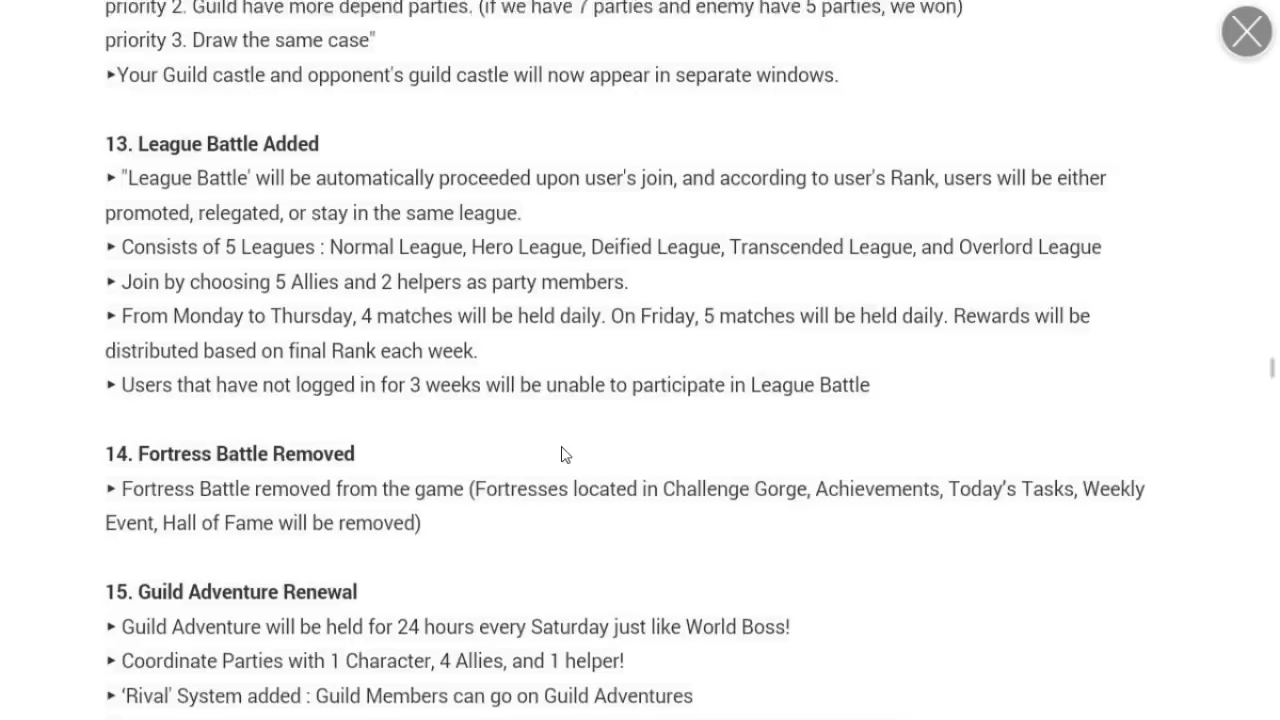 priority 2. Guild have more depend parties. (if we have 7 parties and enemy have 5 parties, we won)
priority 3. Draw the same case"
▸Your Guild castle and opponent's guild castle will now appear in separate windows.
13. League Battle Added
▸ "League Battle' will be automatically proceeded upon user's join, and according to user's Rank, users will be either
promoted, relegated, or stay in the same league.
▸ Consists of 5 Leagues : Normal League, Hero League, Deified League, Transcended League, and Overlord League
▸ Join by choosing 5 Allies and 2 helpers as party members.
▸ From Monday to Thursday, 4 matches will be held daily. On Friday, 5 matches will be held daily. Rewards will be
distributed based on final Rank each week.
▸ Users that have not logged in for 3 weeks will be unable to participate in League Battle
14. Fortress Battle Removed
▸ Fortress Battle removed from the game (Fortresses located in Challenge Gorge, Achievements, Today's Tasks, Weekly
Event, Hall of Fame will be removed)
15. Guild Adventure Renewal
▸ Guild Adventure will be held for 24 hours every Saturday just like World Boss!
▸ Coordinate Parties with 1 Character, 4 Allies, and 1 helper!
▸ ‘Rival’ System added : Guild Members can go on Guild Adventures